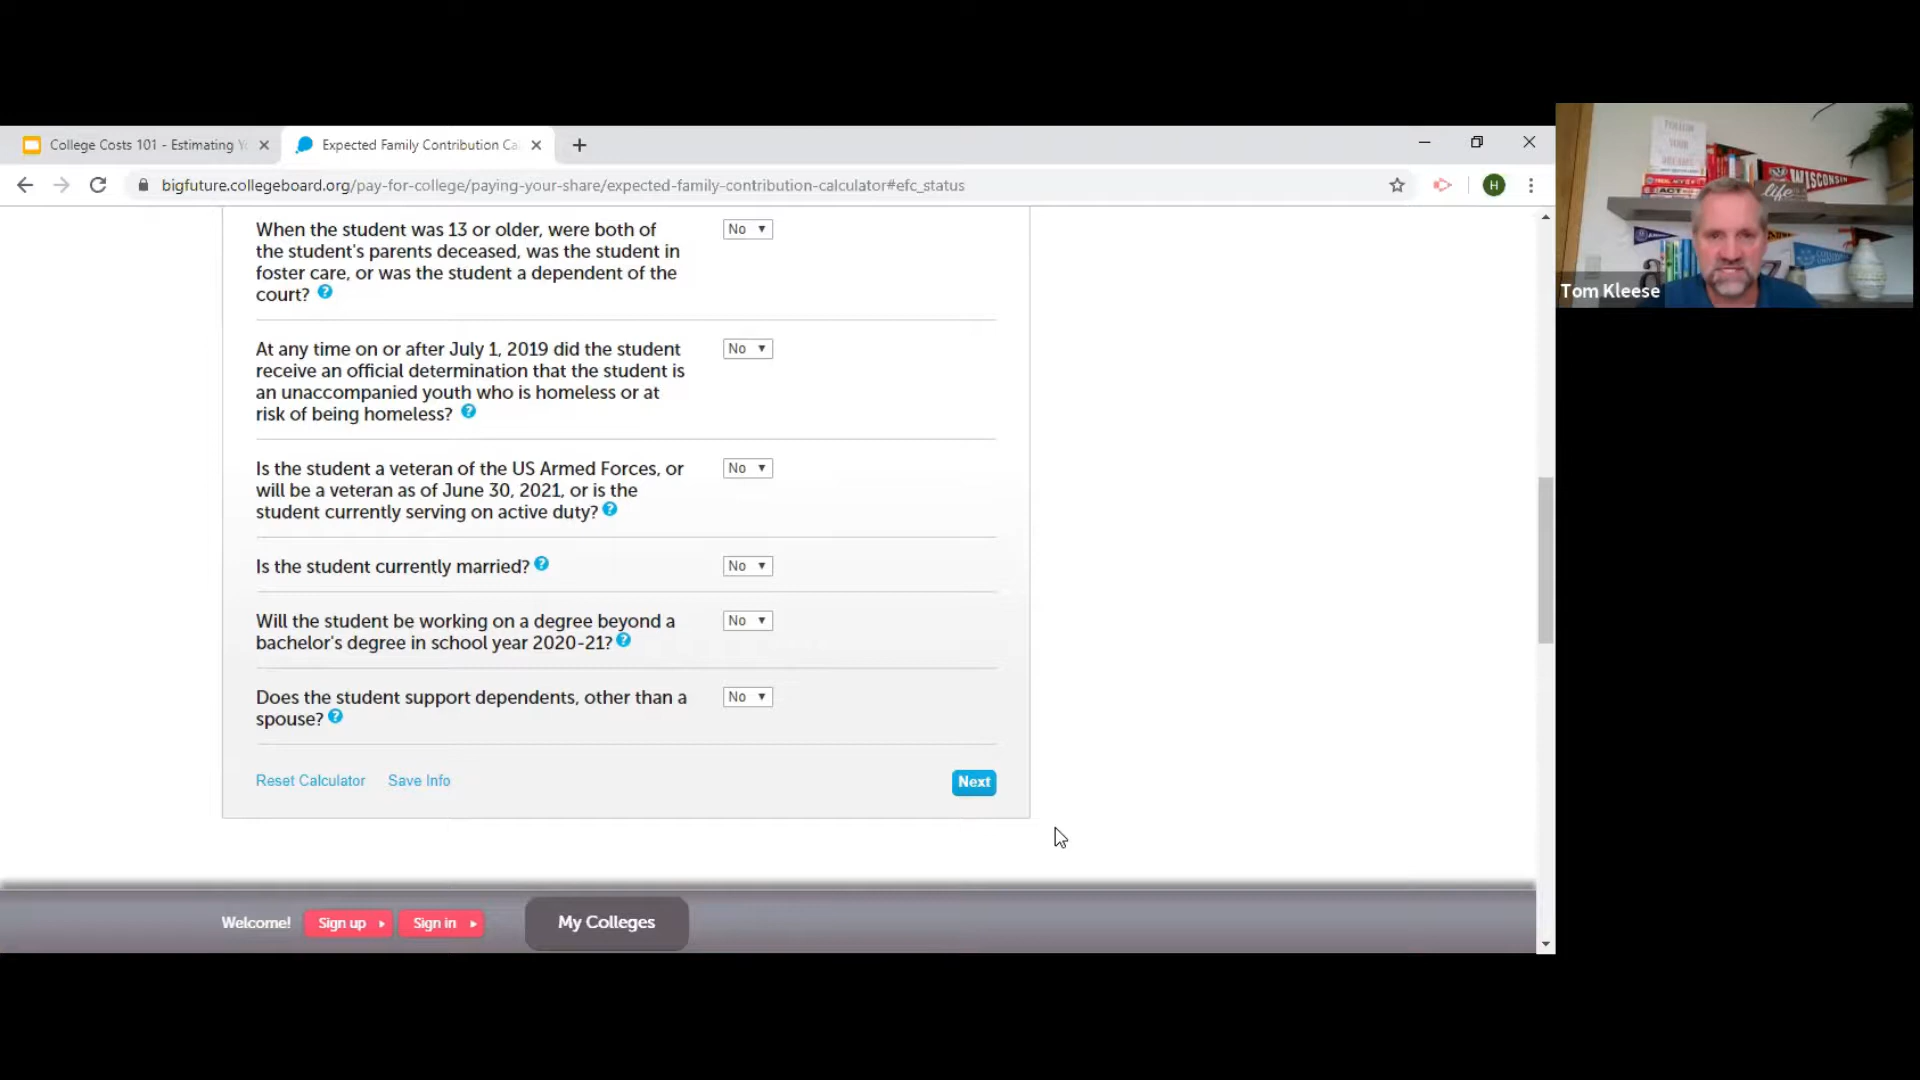 College Costs 101 - Estimating Y
Expected Family Contribution Ca
bigfuture.collegeboard.org/pay-for-college/paying-your-share/expected-family-contribution-calculator#efc_status
H
When the student was 13 or older, were both of
the student's parents deceased, was the student in
foster care, or was the student a dependent of the
court? ?
No
At any time on or after July 1, 2019 did the student
receive an official determination that the student is
an unaccompanied youth who is homeless or at
risk of being homeless? ?
No
Is the student a veteran of the US Armed Forces, or
will be a veteran as of June 30, 2021, or is the
student currently serving on active duty? ?
No
Is the student currently married? ?
No
Will the student be working on a degree beyond a
bachelor's degree in school year 2020-21? ?
No
Does the student support dependents, other than a
spouse? ?
No
Reset Calculator Save Info
Next
Welcome! Sign up Sign in My Colleges
FOLLOW
YOUR
ACT
life
WISCONSIN
Tom Kleese